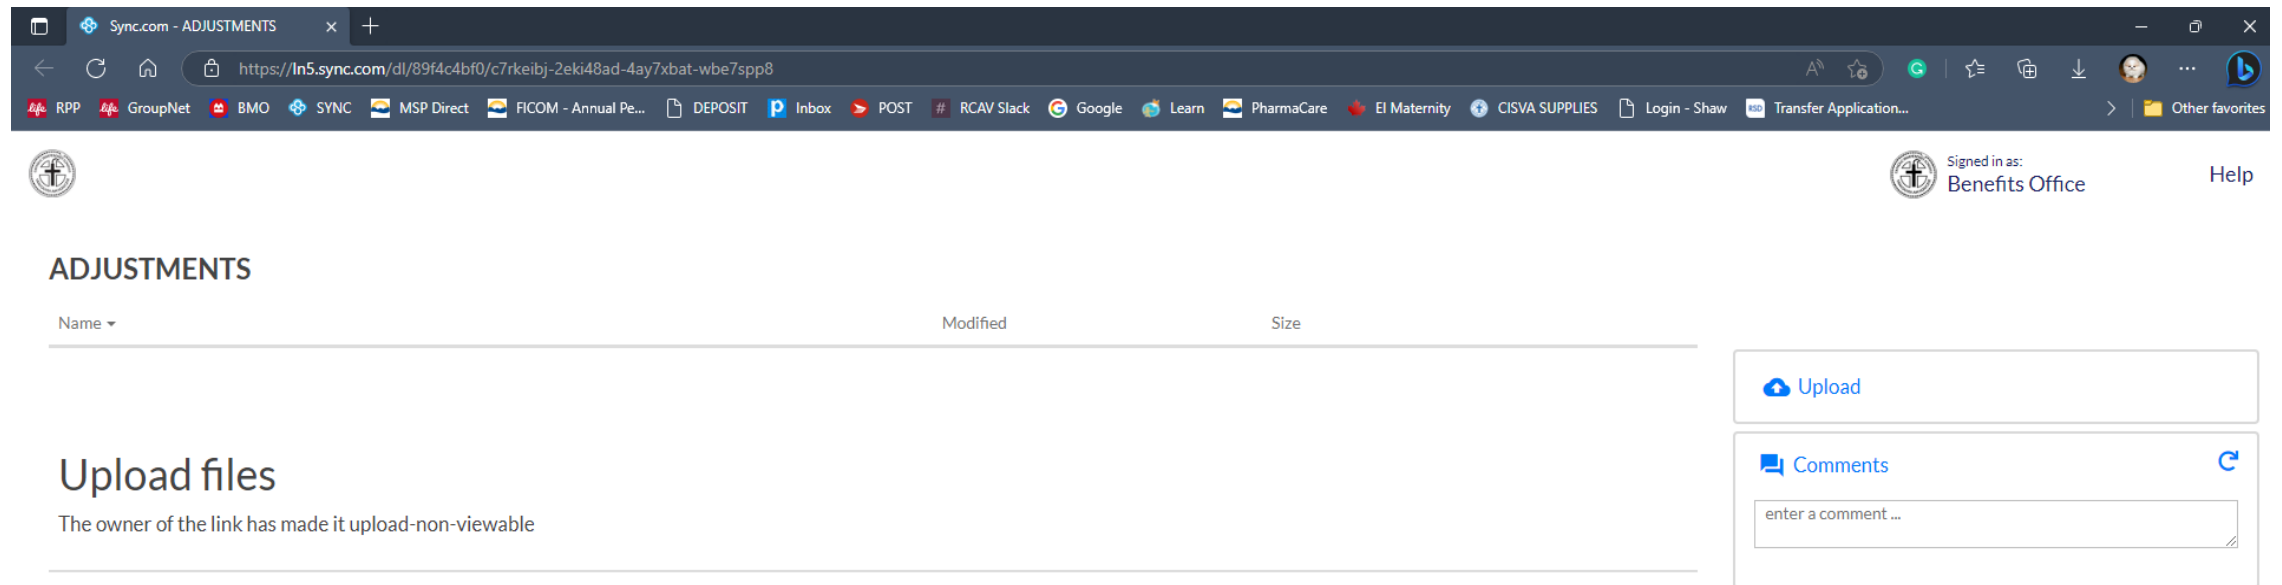 Sync.com - ADJUSTMENTS
https://ln5.sync.com/dl/89f4c4bf0/c7rkeibj-2eki48ad-4ay7xbat-wbe7spp8
RPP GroupNet BMO SYNC MSP Direct FICOM - Annual Pe... DEPOSIT Inbox POST RCAV Slack Google Learn PharmaCare EI Maternity CISVA SUPPLIES Login - Shaw RSD Transfer Application... Other favorites
Signed in as:
Benefits Office
Help
ADJUSTMENTS
Name Modified Size
Upload
Upload files
The owner of the link has made it upload-non-viewable
Comments
enter a comment ...